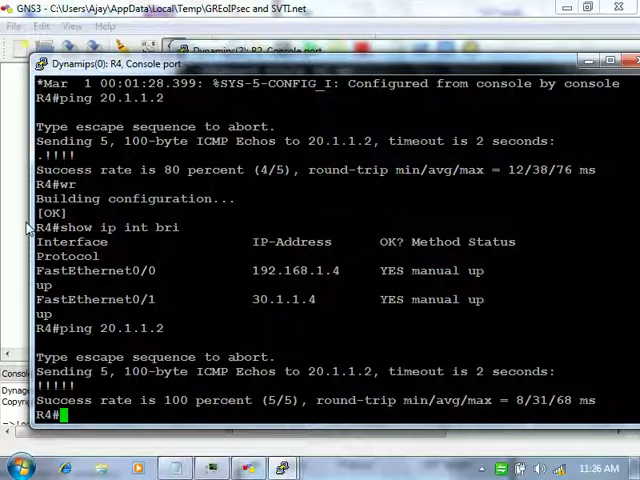 GNS3 - C:\Users\Ajay\AppData\Local\Temp\GREoIPsec and SVTI.net
File Edit View Help
Dynamips(2): R2, Console port
Dynamips(0): R4, Console port
*Mar  1 00:01:28.399: %SYS-5-CONFIG_I: Configured from console by console
R4#ping 20.1.1.2
Type escape sequence to abort.
Sending 5, 100-byte ICMP Echos to 20.1.1.2, timeout is 2 seconds:
.!!!!
Success rate is 80 percent (4/5), round-trip min/avg/max = 12/38/76 ms
R4#wr
Building configuration...
[OK]
R4#show ip int bri
Interface IP-Address OK? Method Status
Protocol
FastEthernet0/0 192.168.1.4 YES manual up
up
FastEthernet0/1 30.1.1.4 YES manual up
up
R4#ping 20.1.1.2
Type escape sequence to abort.
Sending 5, 100-byte ICMP Echos to 20.1.1.2, timeout is 2 seconds:
!!!!!
Success rate is 100 percent (5/5), round-trip min/avg/max = 8/31/68 ms
R4#
11:26 AM